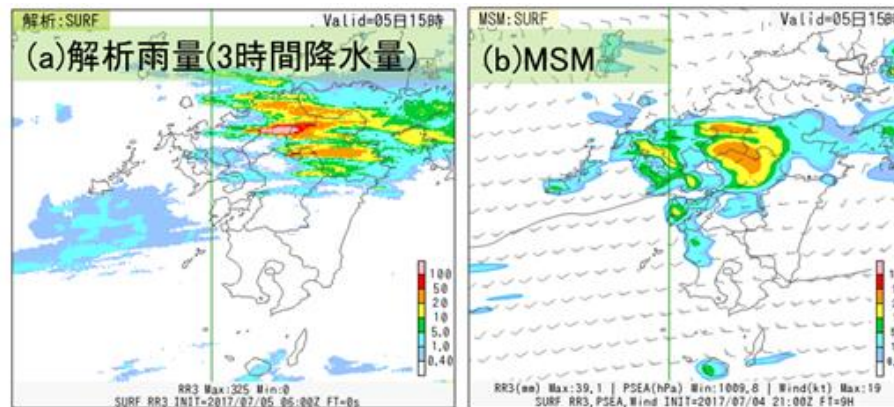 解析:SURF
Valid=05日15時
(a)解析雨量(3時間降水量)
100
50
20
10
5.0
1.0
0.40
RR3 Max:325 Min:0
SURF RR3 INIT=2017/07/05 06:00Z FT=0s
MSM:SURF
Valid=05日15時
(b)MSM
RR3(mm) Max:39.1 | PSEA(hPa) Min:1009.8 | Wind(kt) Max:19
SURF RR3,PSEA,Wind INIT=2017/07/04 21:00Z FT=9H